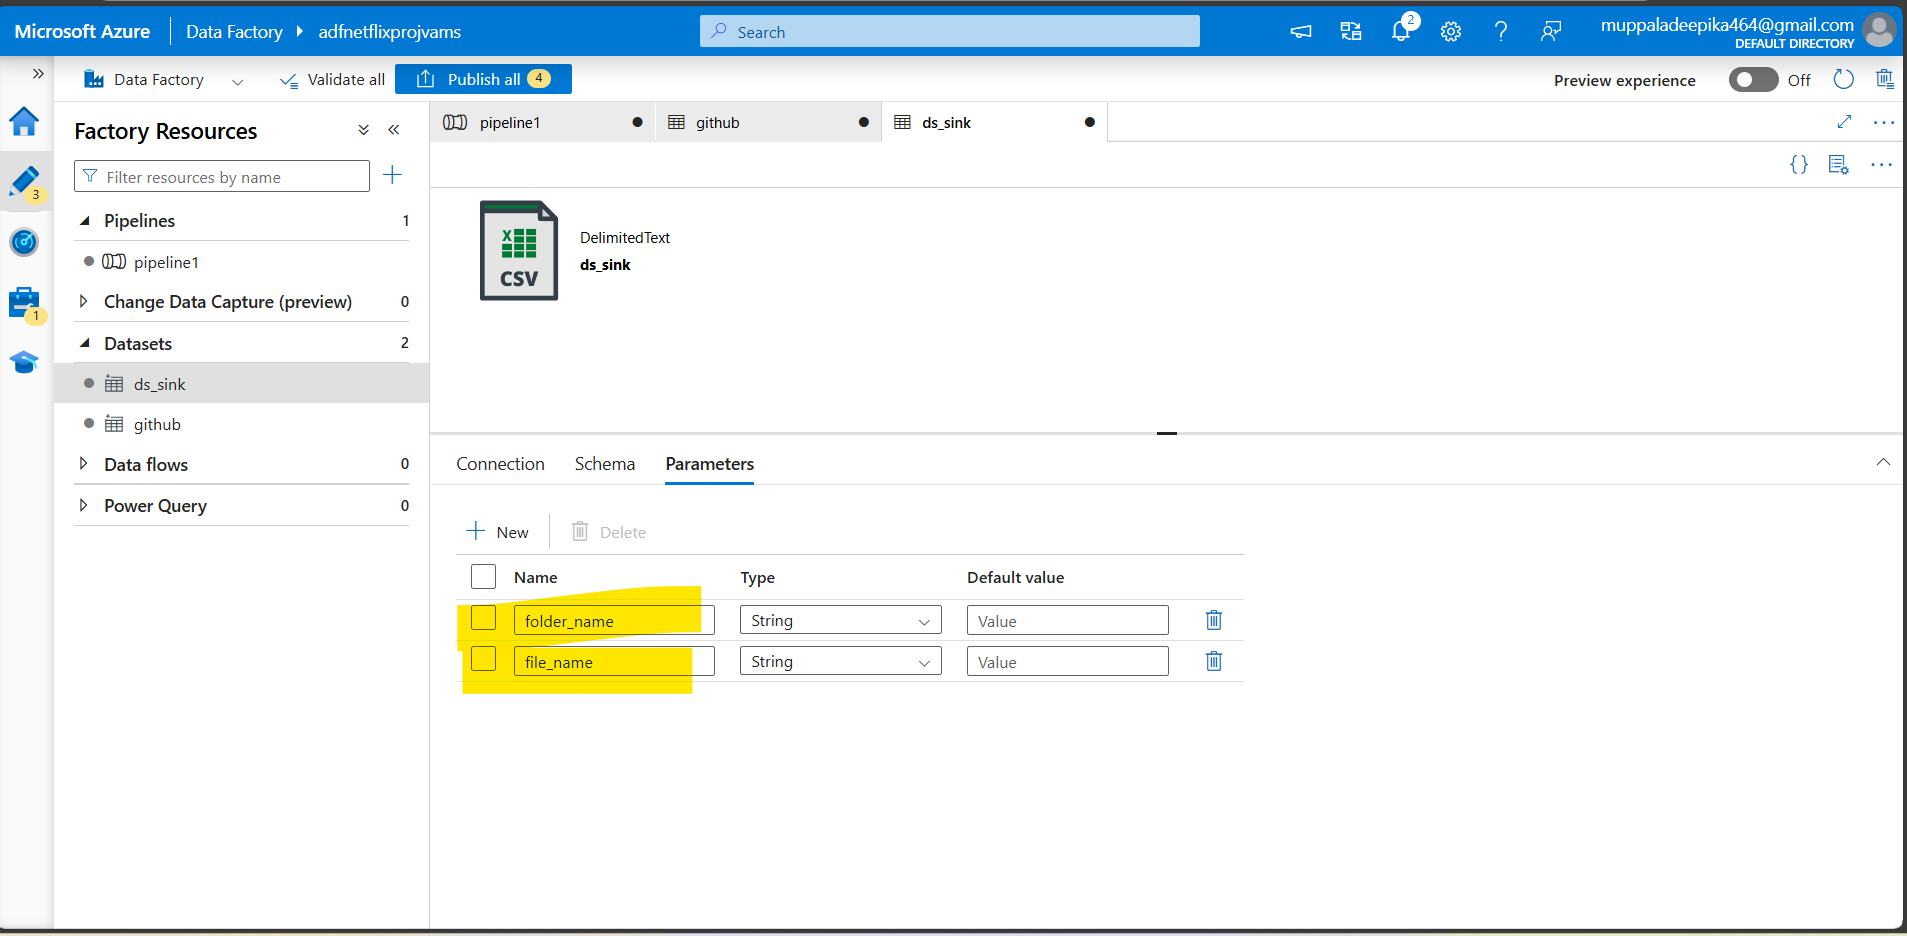 Microsoft Azure Data Factory adfnetflixprojvams Search 2 muppaladeepika464@gmail.com
DEFAULT DIRECTORY
Data Factory Validate all Publish all 4 Preview experience Off
Factory Resources
pipeline1 github ds_sink
Filter resources by name
3
Pipelines 1
pipeline1
Change Data Capture (preview) 0
1
Datasets 2
ds_sink
github
Data flows 0
Power Query 0
X
CSV
DelimitedText
ds_sink
Connection Schema Parameters
New Delete
Name Type Default value
folder_name String Value
file_name String Value